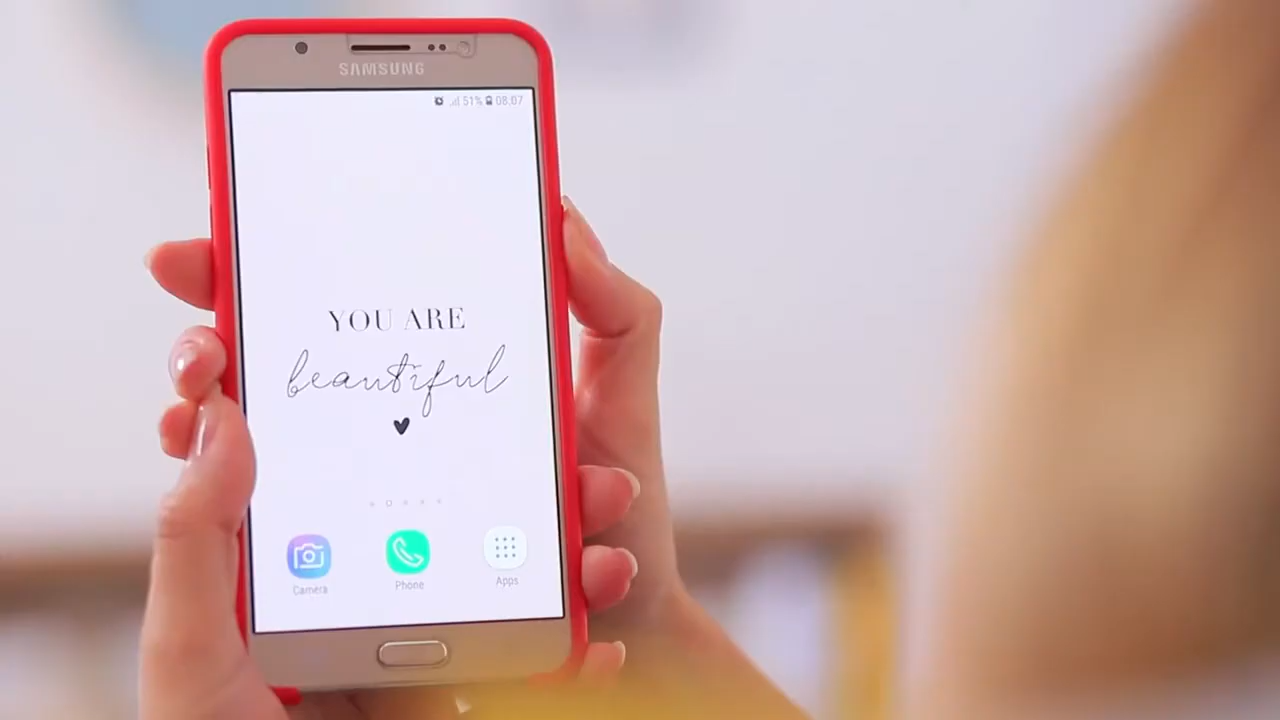 SAMSUNG
51% 08:07
YOU ARE
beautiful
Camera Phone Apps